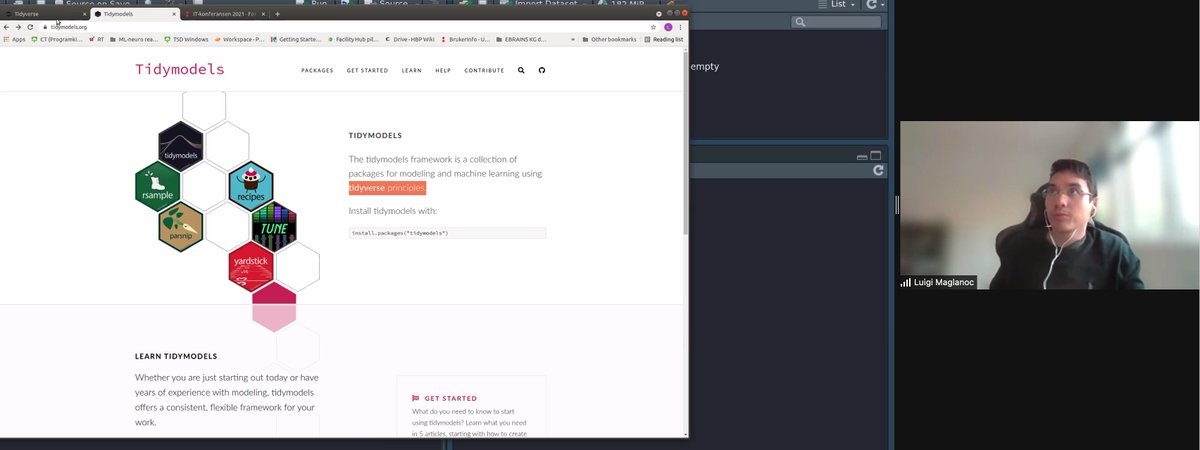 Source on Save
Run
Source
Import Dataset
182 MiB
List
Tidyverse
Tidymodels
IT-konferansen 2021 - Fo
tidymodels.org
Apps
CT (Programki...
RT
ML-neuro rea...
TSD Windows
Workspace - P...
Getting Starte...
Facility Hub pil...
Drive - HBP Wiki
BrukerInfo - U...
EBRAINS KG d...
»
Other bookmarks
Reading list
empty
Tidymodels
PACKAGES
GET STARTED
LEARN
HELP
CONTRIBUTE
tidymodels
rsample
recipes
parsnip
TUNE
yardstick
TIDYMODELS
The tidymodels framework is a collection of
packages for modeling and machine learning using
tidyverse principles.
Install tidymodels with:
install.packages("tidymodels")
LEARN TIDYMODELS
Whether you are just starting out today or have
years of experience with modeling, tidymodels
offers a consistent, flexible framework for your
work.
GET STARTED
What do you need to know to start
using tidymodels? Learn what you need
in 5 articles, starting with how to create
Luigi Maglanoc